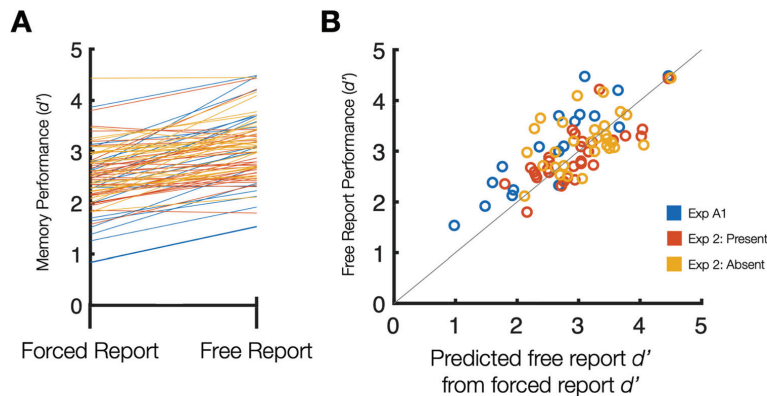 A
Memory Performance (d')
5
4
3
2
1
0
Forced Report
Free Report
B
Free Report Performance (d')
5
4
3
2
1
0
0 1 2 3 4 5
Exp A1
Exp 2: Present
Exp 2: Absent
Predicted free report d'
from forced report d'